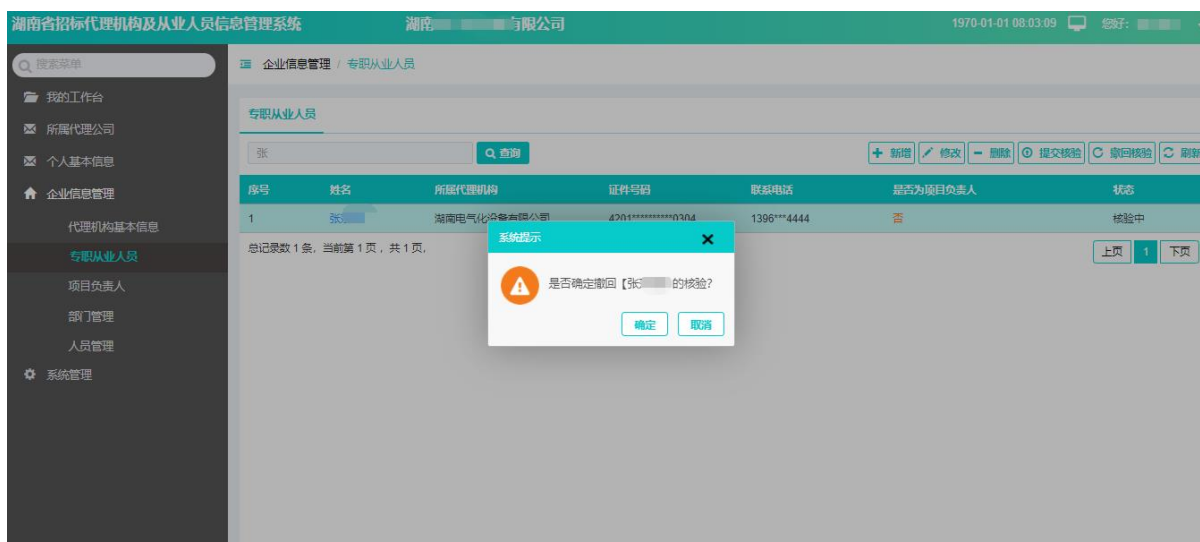 湖南省招标代理机构及从业人员信息管理系统 湖南 有限公司 1970-01-01 08:03:09 您好:
搜索菜单
企业信息管理 / 专职从业人员
我的工作台
所属代理公司
个人基本信息
企业信息管理
代理机构基本信息
专职从业人员
项目负责人
部门管理
人员管理
系统管理
专职从业人员
张 查询 新增 修改 删除 提交核验 撤回核验 刷新
序号 姓名 所属代理机构 证件号码 联系电话 是否为项目负责人 状态
1 张 湖南电气化设备有限公司 4201**********0304 1396***4444 否 核验中
总记录数 1 条, 当前第 1 页 , 共 1 页, 上页 1 下页
系统提示
是否确定撤回【张 的核验?
确定 取消